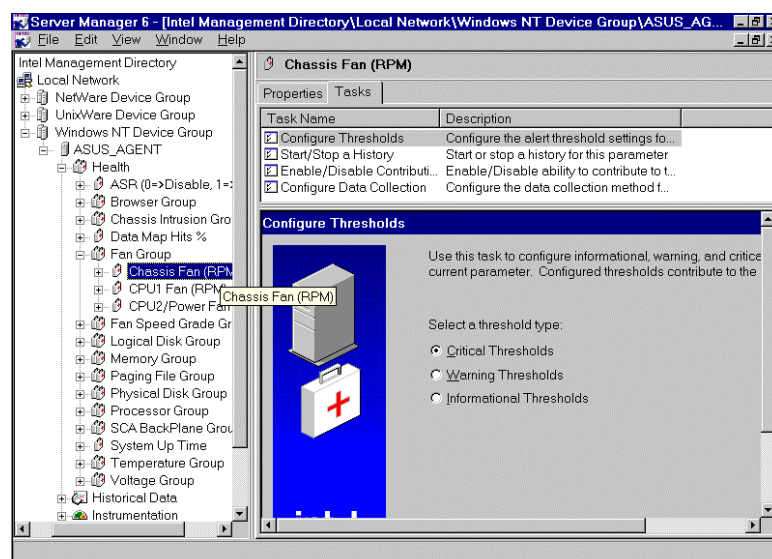 Server Manager 6 - [Intel Management Directory\Local Network\Windows NT Device Group\ASUS_AG...
File Edit View Window Help
Intel Management Directory
Local Network
NetWare Device Group
UnixWare Device Group
Windows NT Device Group
ASUS_AGENT
Health
ASR (0=>Disable, 1=>
Browser Group
Chassis Intrusion Gro
Data Map Hits %
Fan Group
Chassis Fan (RPM
CPU1 Fan (RPM)
Chassis Fan (RPM)
CPU2/Power Fan
Fan Speed Grade Gr
Logical Disk Group
Memory Group
Paging File Group
Physical Disk Group
Processor Group
SCA BackPlane Grou
System Up Time
Temperature Group
Voltage Group
Historical Data
Instrumentation
Chassis Fan (RPM)
Properties Tasks
Task Name Description
Configure Thresholds Configure the alert threshold settings fo...
Start/Stop a History Start or stop a history for this parameter
Enable/Disable Contributi... Enable/Disable ability to contribute to t...
Configure Data Collection Configure the data collection method f...
Configure Thresholds
Use this task to configure informational, warning, and critica
current parameter. Configured thresholds contribute to the
Select a threshold type:
Critical Thresholds
Warning Thresholds
Informational Thresholds